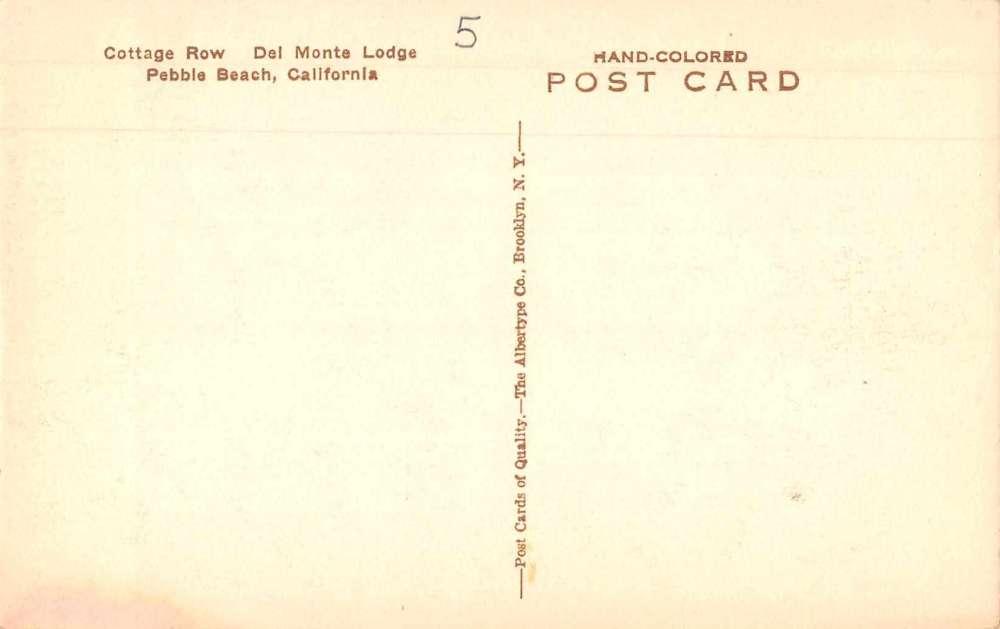 5
Cottage Row Del Monte Lodge
Pebble Beach, California
HAND-COLORED
POST CARD
—Post Cards of Quality.—The Albertype Co., Brooklyn, N. Y.—